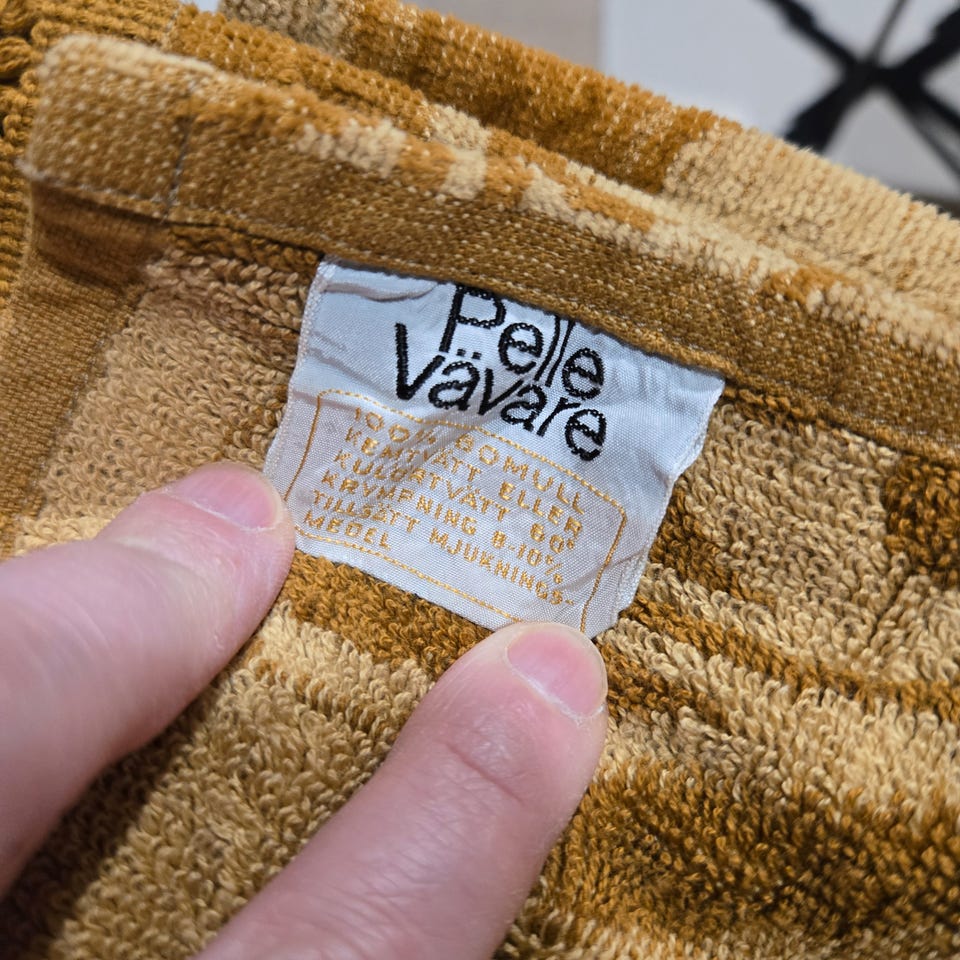 Pelle
Vävare
100% BOMULL
KEMTVÄTT ELLER
KULÖRTVÄTT 60°
KRYMPNING 8-10%
TILLSÄTT MJUKNINGS-
MEDEL